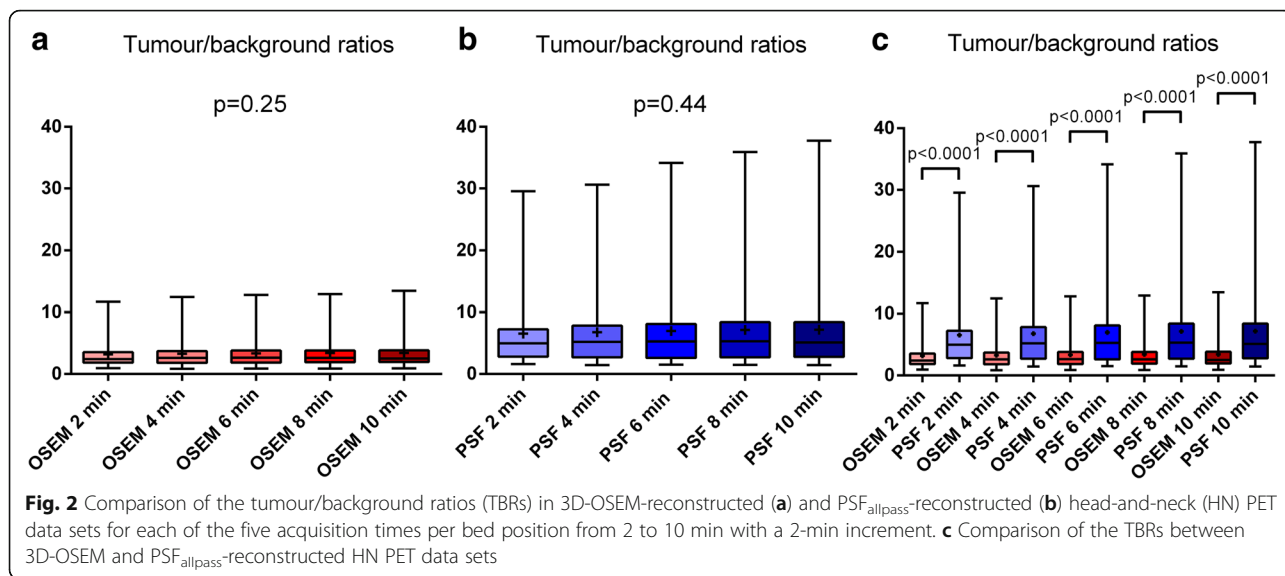 a
Tumour/background ratios
p=0.25
40
30
20
10
0
OSEM 2 min
OSEM 4 min
OSEM 6 min
OSEM 8 min
OSEM 10 min
b
Tumour/background ratios
p=0.44
40
30
20
10
0
PSF 2 min
PSF 4 min
PSF 6 min
PSF 8 min
PSF 10 min
c
Tumour/background ratios
p<0.0001
p<0.0001
p<0.0001
p<0.0001
p<0.0001
40
30
20
10
0
OSEM 2 min
PSF 2 min
OSEM 4 min
PSF 4 min
OSEM 6 min
PSF 6 min
OSEM 8 min
PSF 8 min
OSEM 10 min
PSF 10 min
Fig. 2 Comparison of the tumour/background ratios (TBRs) in 3D-OSEM-reconstructed (a) and PSFallpass-reconstructed (b) head-and-neck (HN) PET
data sets for each of the five acquisition times per bed position from 2 to 10 min with a 2-min increment. c Comparison of the TBRs between
3D-OSEM and PSFallpass-reconstructed HN PET data sets